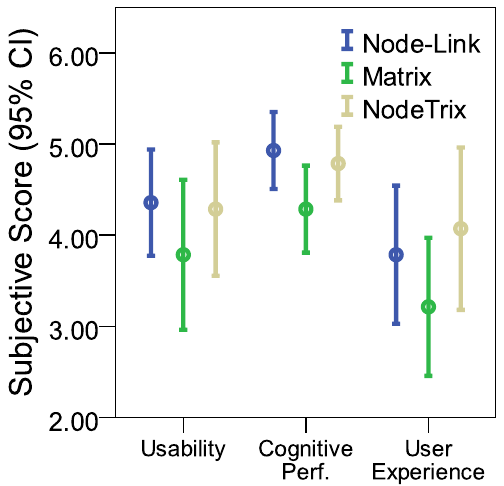 Subjective Score (95% CI)
6.00
5.00
4.00
3.00
2.00
Node-Link
Matrix
NodeTrix
Usability
Cognitive
Perf.
User
Experience